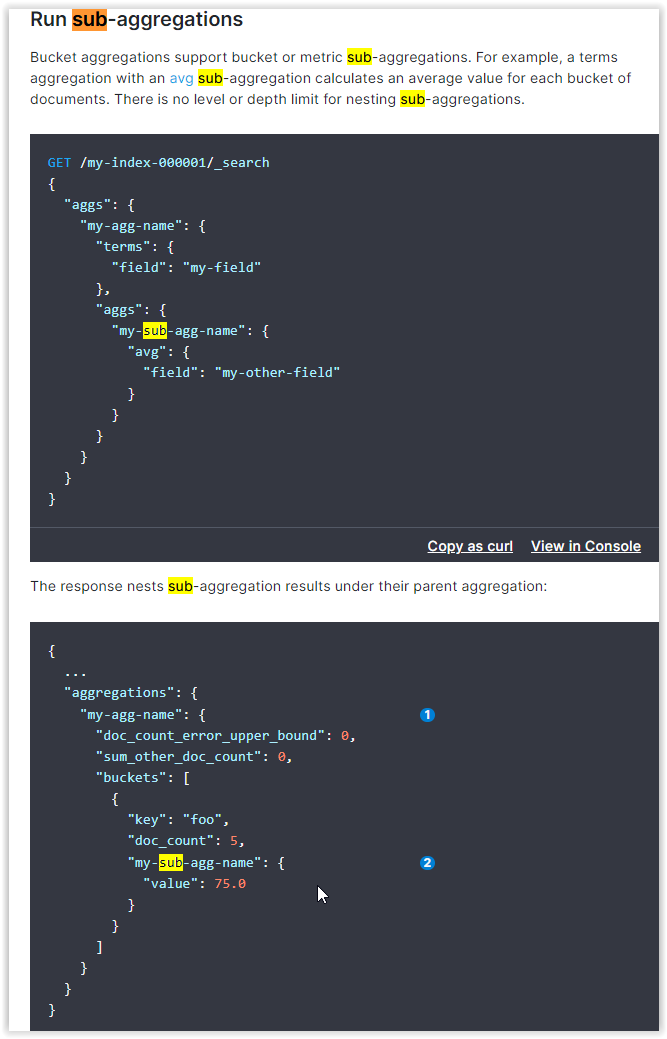 Run sub-aggregations
Bucket aggregations support bucket or metric sub-aggregations. For example, a terms
aggregation with an avg sub-aggregation calculates an average value for each bucket of
documents. There is no level or depth limit for nesting sub-aggregations.
GET /my-index-000001/_search
{
  "aggs": {
    "my-agg-name": {
      "terms": {
        "field": "my-field"
      },
      "aggs": {
        "my-sub-agg-name": {
          "avg": {
            "field": "my-other-field"
          }
        }
      }
    }
  }
}
Copy as curl View in Console
The response nests sub-aggregation results under their parent aggregation:
{
  ...
  "aggregations": {
    "my-agg-name": { 1
      "doc_count_error_upper_bound": 0,
      "sum_other_doc_count": 0,
      "buckets": [
        {
          "key": "foo",
          "doc_count": 5,
          "my-sub-agg-name": { 2
            "value": 75.0
          }
        }
      ]
    }
  }
}